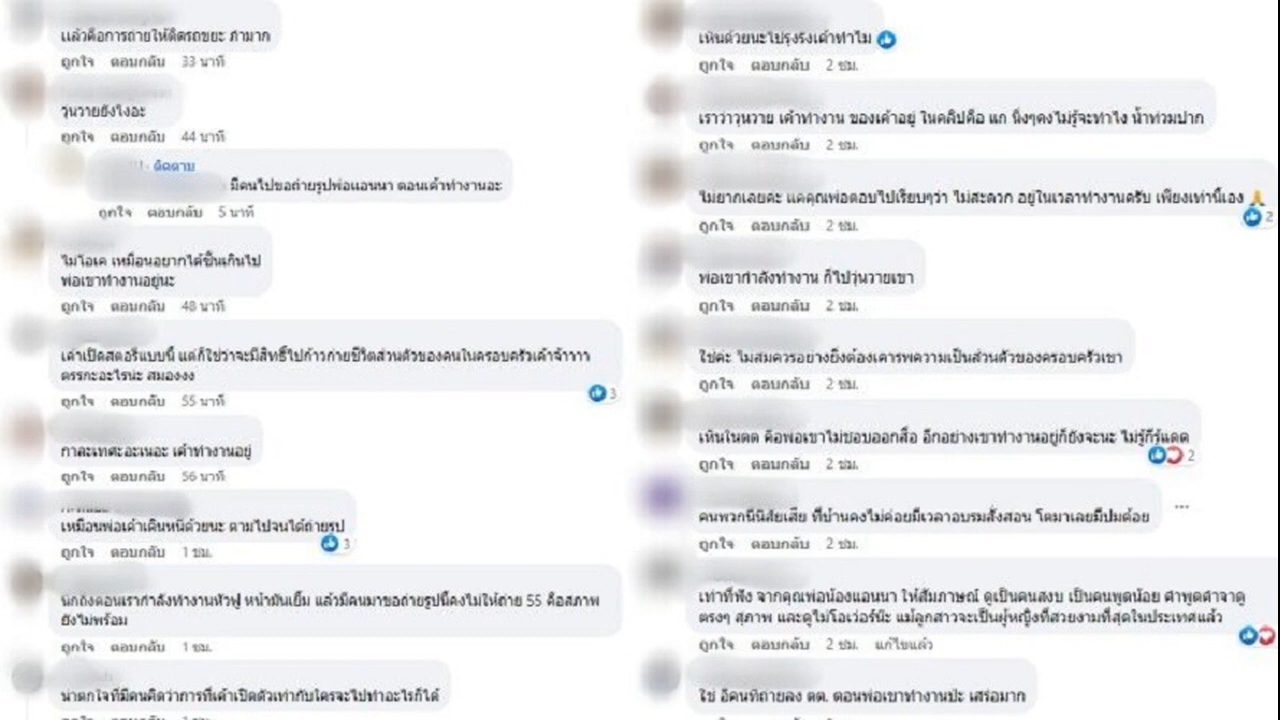 แล้วคือการถ่ายให้ติดรถขยะ ภามาก
ถูกใจ ตอบกลับ 33 นาที
วุ่นวายยังไงอะ
ถูกใจ ตอบกลับ 44 นาที
ติดตาม
มีคนไปขอถ่ายรูปพ่อแอนนา ตอนเค้าทำงานอะ
ถูกใจ ตอบกลับ 5 นาที
ไม่โอเค เหมือนอยากได้ซีนเกินไป
พ่อเขาทำงานอยู่นะ
ถูกใจ ตอบกลับ 48 นาที
เค้าเปิดสตอรี่แบบนี้ แต่ก็ใช่ว่าจะมีสิทธิ์ไปก้าวก่ายชีวิตส่วนตัวของคนในครอบครัวเค้าจ้าาาา
ตรรกะอะไรน่ะ สมองงง
3
ถูกใจ ตอบกลับ 55 นาที
กาละเทศะอะเนอะ เค้าทำงานอยู่
ถูกใจ ตอบกลับ 56 นาที
เหมือนพ่อเค้าเดินหนีด้วยนะ ตามไปจนได้ถ่ายรูป
3
ถูกใจ ตอบกลับ 1 ชม.
นึกถึงตอนเรากำลังทำงานหัวฟู หน้ามันเยิ้ม แล้วมีคนมาขอถ่ายรูปนี้คงไม่ให้ถ่าย 55 คือสภาพ
ยังไม่พร้อม
ถูกใจ ตอบกลับ 1 ชม.
น่าตกใจที่มีคนคิดว่าการที่เค้าเปิดตัวเท่ากับใครจะไปทำอะไรก็ได้
เห็นด้วยนะไปรุงรังเค้าทำไม
ถูกใจ ตอบกลับ 2 ชม.
เราว่าวุ่นวาย เค้าทำงาน ของเค้าอยู่ ในคลิปคือ แก นิ่งๆคงไม่รู้จะทำไง น้ำท่วมปาก
ถูกใจ ตอบกลับ 2 ชม.
ไม่ยากเลยค่ะ แค่คุณพ่อตอบไปเรียบๆว่า ไม่สะดวก อยู่ในเวลาทำงานครับ เพียงเท่านี้เอง 🙏
2
ถูกใจ ตอบกลับ 2 ชม.
พ่อเขากำลังทำงาน ก็ไปวุ่นวายเขา
ถูกใจ ตอบกลับ 2 ชม.
ใช่ค่ะ ไม่สมควรอย่างยิ่งต้องเคารพความเป็นส่วนตัวของครอบครัวเขา
ถูกใจ ตอบกลับ 2 ชม.
เห็นในตต คือพ่อเขาไม่ชอบออกสื่อ อีกอย่างเขาทำงานอยู่ก็ยังจะนะ ไม่รู้กี่ร์แดด
2
ถูกใจ ตอบกลับ 2 ชม.
คนพวกนี้นิสัยเสีย ที่บ้านคงไม่ค่อยมีเวลาอบรมสั่งสอน โตมาเลยมีปมด้อย
ถูกใจ ตอบกลับ 2 ชม.
เท่าที่ฟัง จากคุณพ่อน้องแอนนา ให้สัมภาษณ์ ดูเป็นคนสงบ เป็นคนพูดน้อย คำพูดคำจาดู
ตรงๆ สุภาพ และดูไม่โอเว่อร์น๊ะ แม้ลูกสาวจะเป็นผู้หญิงที่สวยงามที่สุดในประเทศแล้ว
ถูกใจ ตอบกลับ 2 ชม. แก้ไขแล้ว
ใช่ อีคนที่ถ่ายลง ตต. ตอนพ่อเขาทำงานป่ะ เสร่อมาก